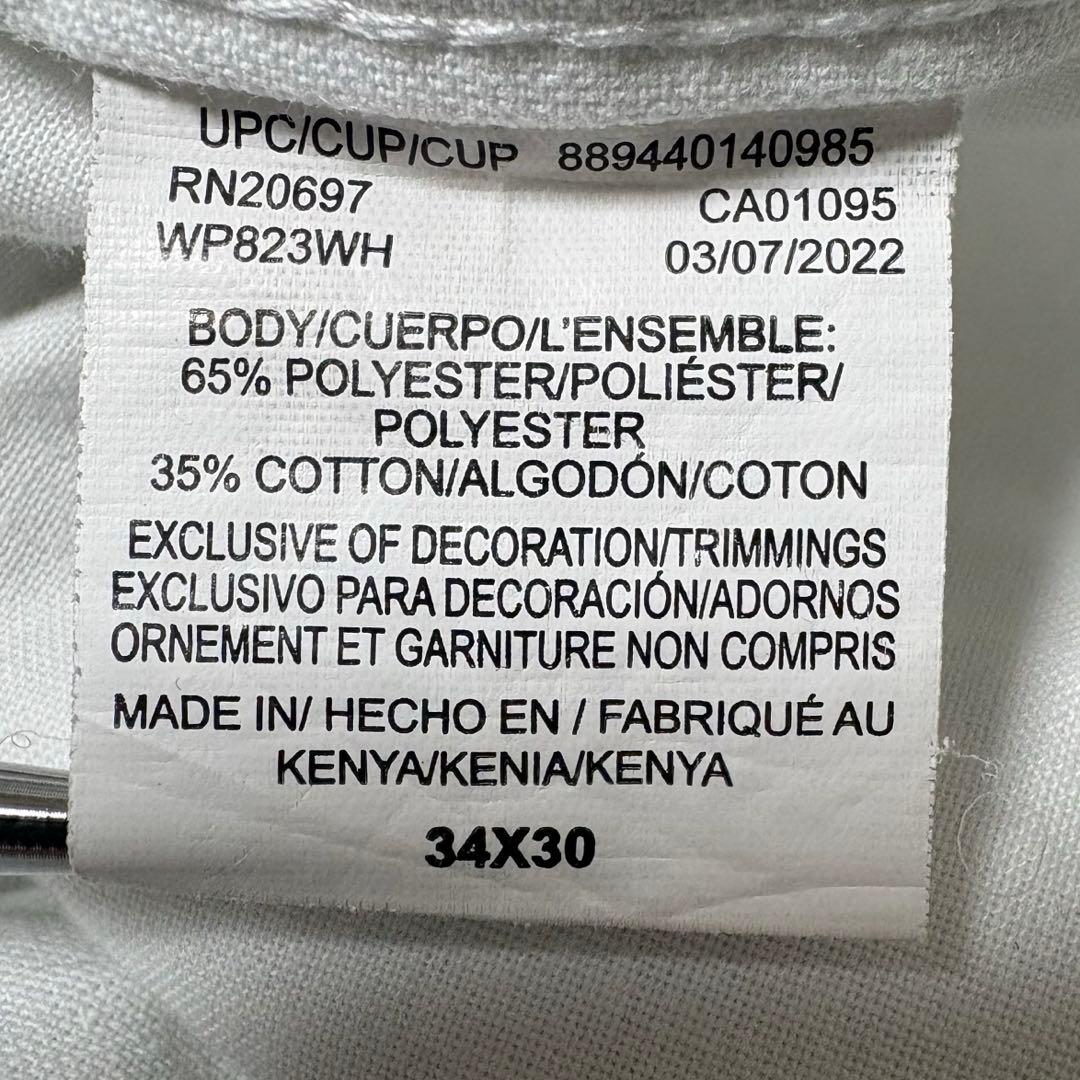 UPC/CUP/CUP 889440140985
RN20697 CA01095
WP823WH 03/07/2022
BODY/CUERPO/L'ENSEMBLE:
65% POLYESTER/POLIÉSTER/
POLYESTER
35% COTTON/ALGODÓN/COTON
EXCLUSIVE OF DECORATION/TRIMMINGS
EXCLUSIVO PARA DECORACIÓN/ADORNOS
ORNEMENT ET GARNITURE NON COMPRIS
MADE IN/ HECHO EN / FABRIQUÉ AU
KENYA/KENIA/KENYA
34X30